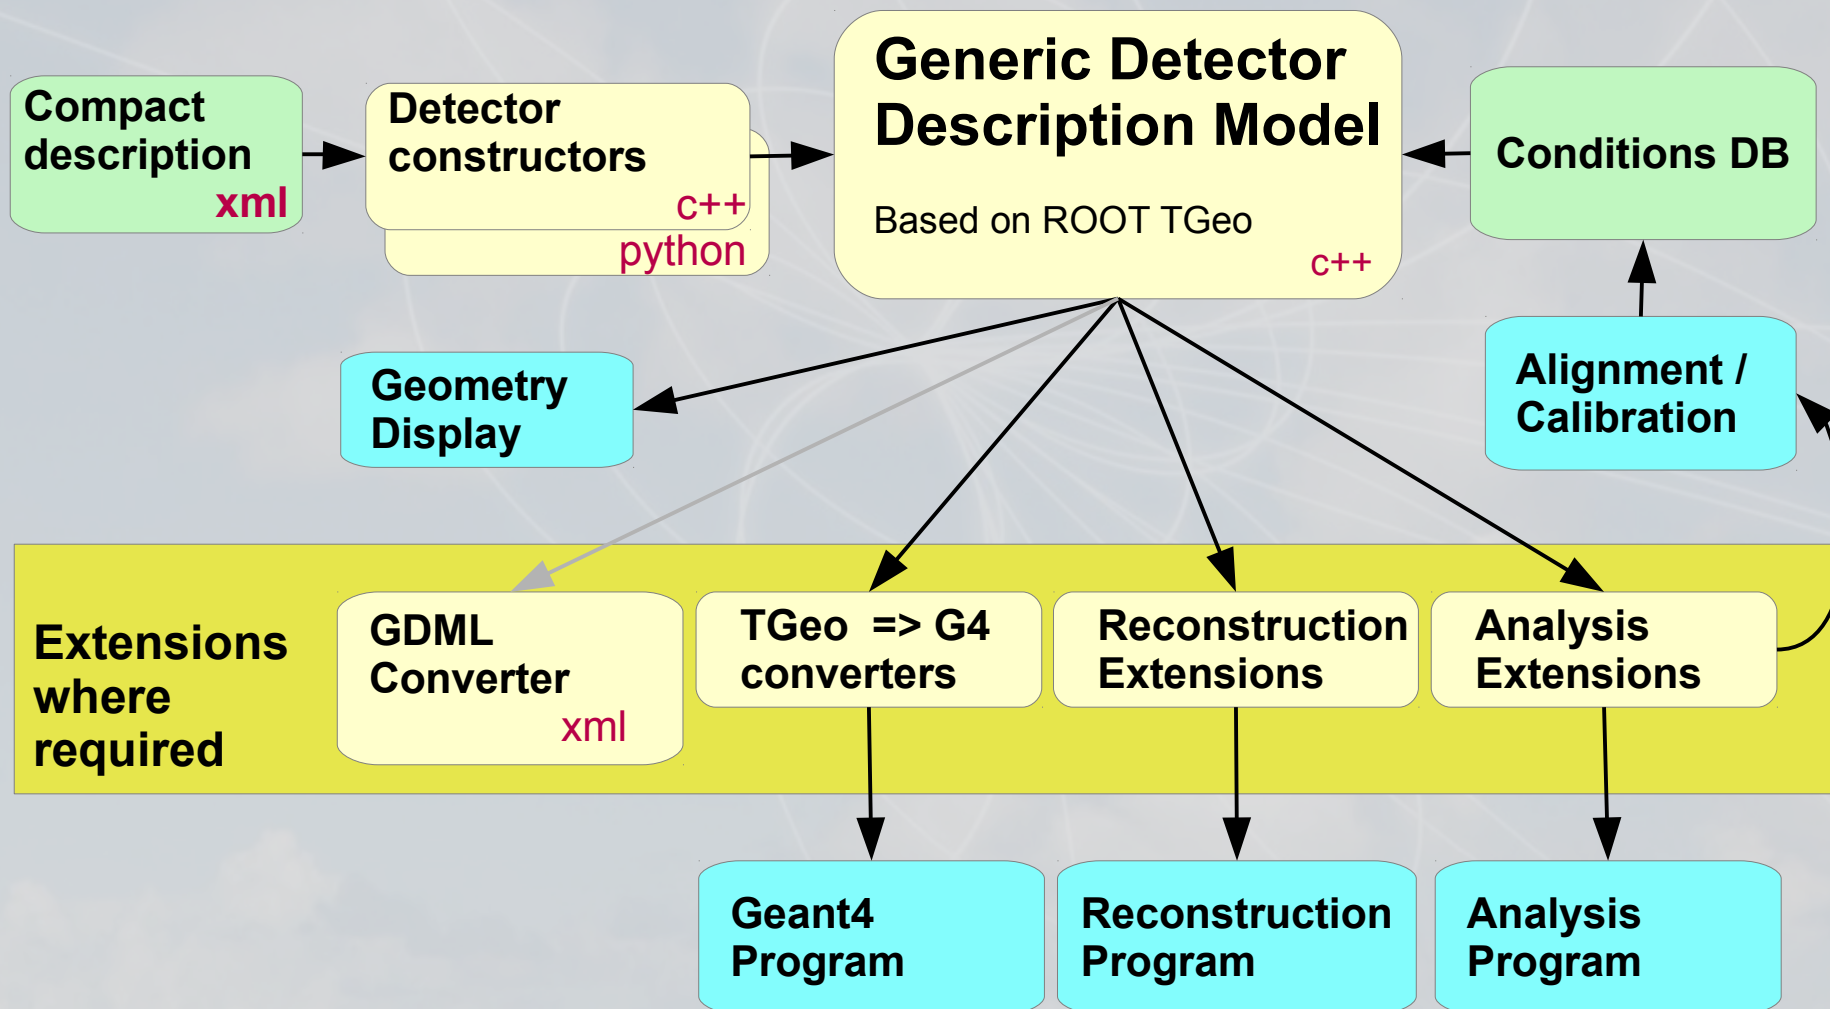 Compact
description
xml
Detector
constructors
c++
python
Generic Detector
Description Model
Based on ROOT TGeo
c++
Conditions DB
Geometry
Display
Alignment /
Calibration
Extensions
where
required
GDML
Converter
xml
TGeo => G4
converters
Reconstruction
Extensions
Analysis
Extensions
Geant4
Program
Reconstruction
Program
Analysis
Program